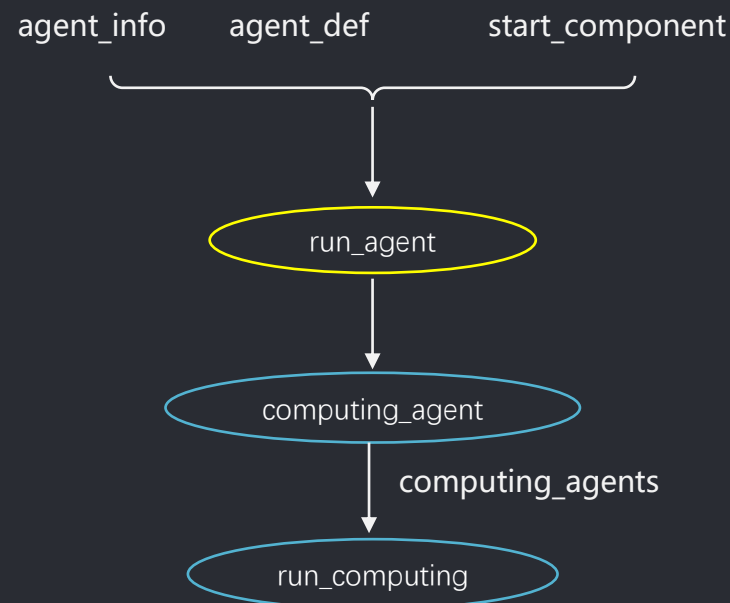 agent_info agent_def start_component
run_agent
computing_agent
computing_agents
run_computing